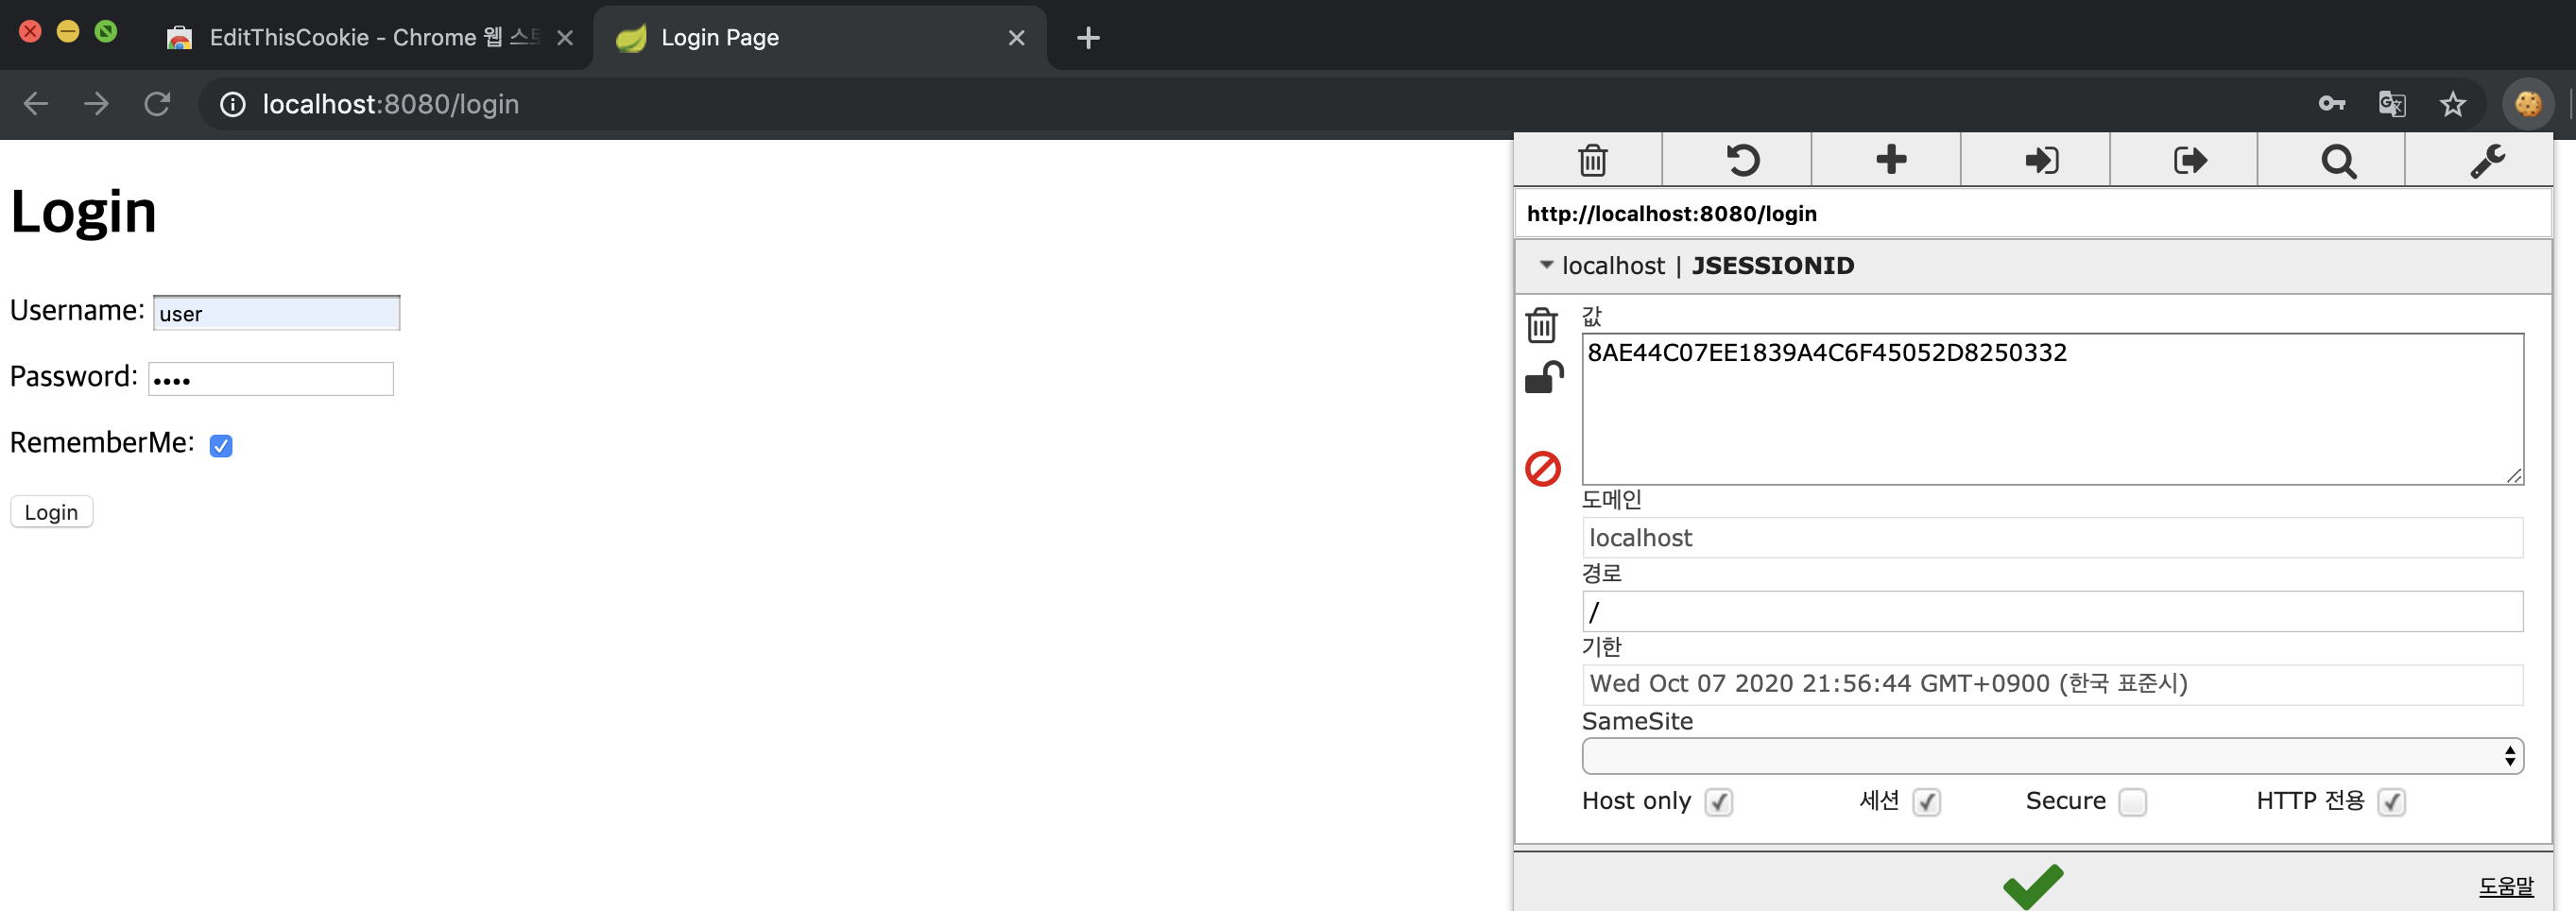 EditThisCookie - Chrome 웹 스토
Login Page
localhost:8080/login
Login
Username: user
Password: ••••
RememberMe:
Login
http://localhost:8080/login
localhost | JSESSIONID
값
8AE44C07EE1839A4C6F45052D8250332
도메인
localhost
경로
/
기한
Wed Oct 07 2020 21:56:44 GMT+0900 (한국 표준시)
SameSite
Host only 세션 Secure HTTP 전용
도움말